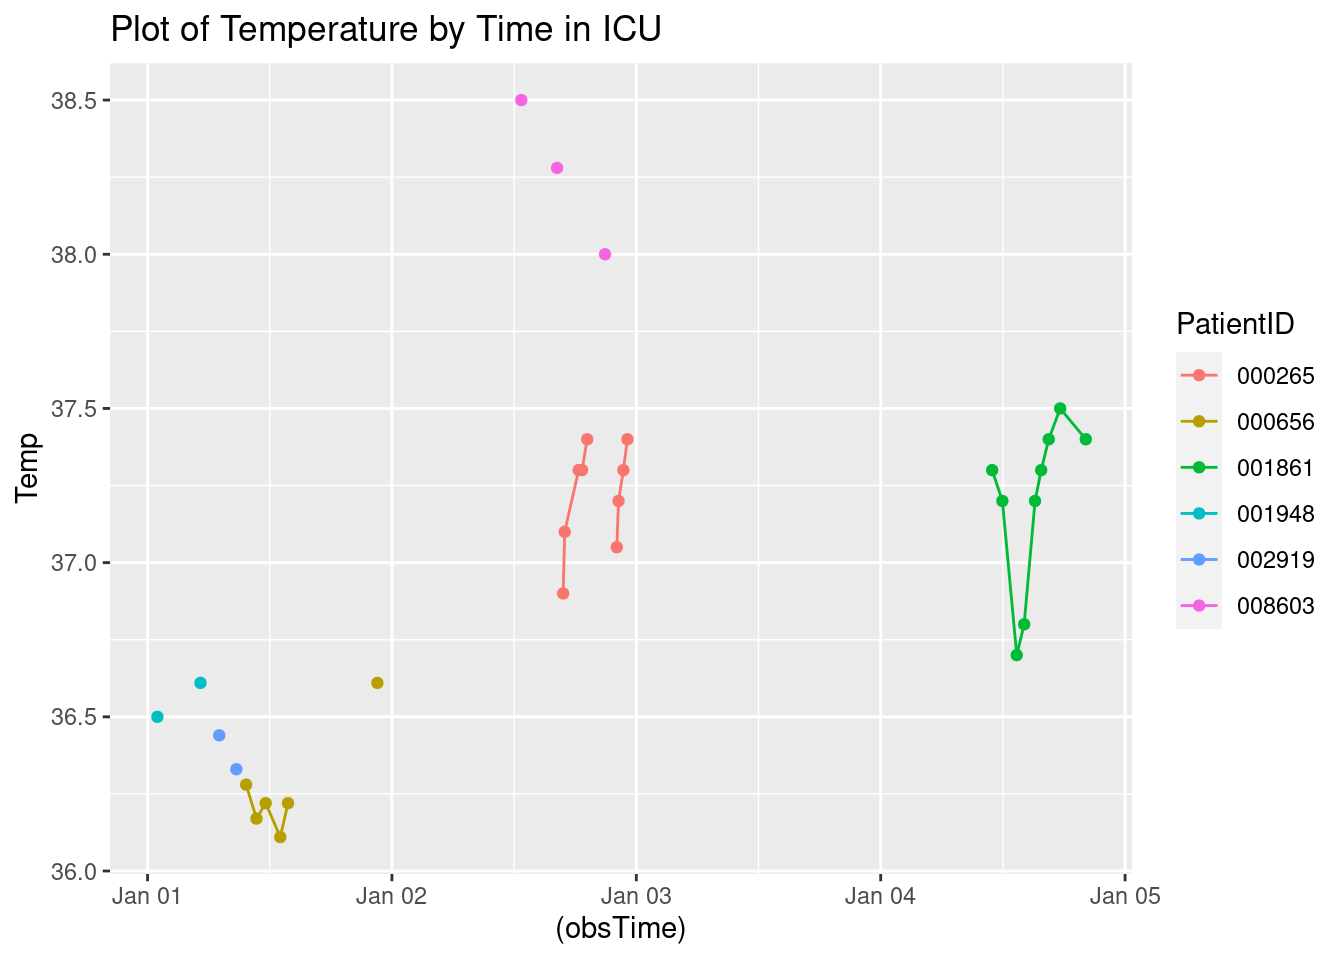 Plot of Temperature by Time in ICU
38.5
38.0
37.5
37.0
36.5
36.0
Temp
Jan 01 Jan 02 Jan 03 Jan 04 Jan 05
(obsTime)
PatientID
000265
000656
001861
001948
002919
008603